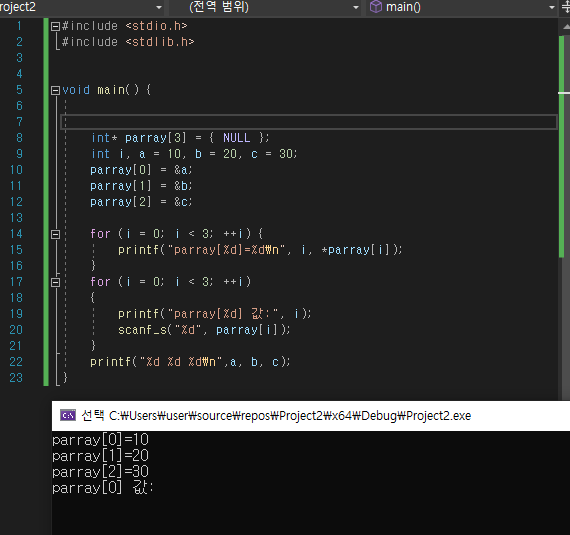 roject2 (전역 범위) main()
1 #include <stdio.h>
2 #include <stdlib.h>
3
4
5 void main() {
6
7
8 int* parray[3] = { NULL };
9 int i, a = 10, b = 20, c = 30;
10 parray[0] = &a;
11 parray[1] = &b;
12 parray[2] = &c;
13
14 for (i = 0; i < 3; ++i) {
15 printf("parray[%d]=%d₩n", i, *parray[i]);
16 }
17 for (i = 0; i < 3; ++i)
18 {
19 printf("parray[%d] 값:", i);
20 scanf_s("%d", parray[i]);
21 }
22 printf("%d %d %d₩n",a, b, c);
23 }
선택 C:₩Users₩user₩source₩repos₩Project2₩x64₩Debug₩Project2.exe
parray[0]=10
parray[1]=20
parray[2]=30
parray[0] 값: